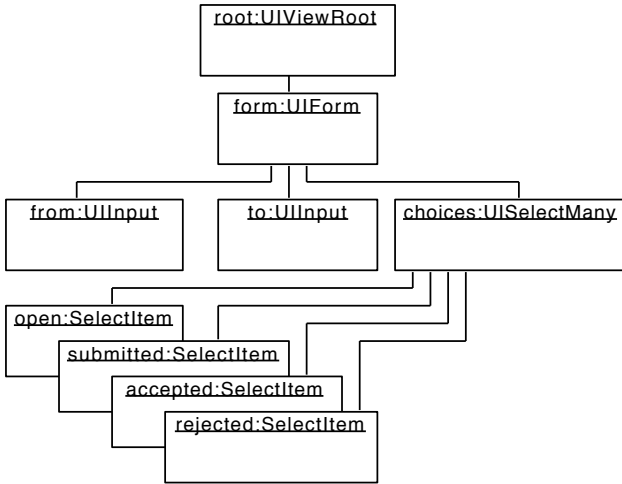 root:UIViewRoot
form:UIForm
from:UIInput
to:UIInput
choices:UISelectMany
open:SelectItem
submitted:SelectItem
accepted:SelectItem
rejected:SelectItem